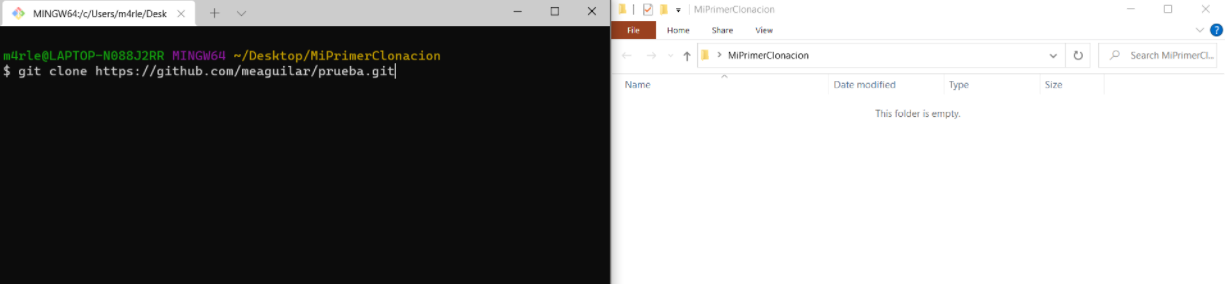 MINGW64:/c/Users/m4rle/Desk
m4rle@LAPTOP-N088J2RR MINGW64 ~/Desktop/MiPrimerClonacion
$ git clone https://github.com/meaguilar/prueba.git
MiPrimerClonacion
File Home Share View
MiPrimerClonacion
Search MiPrimerCl...
Name Date modified Type Size
This folder is empty.